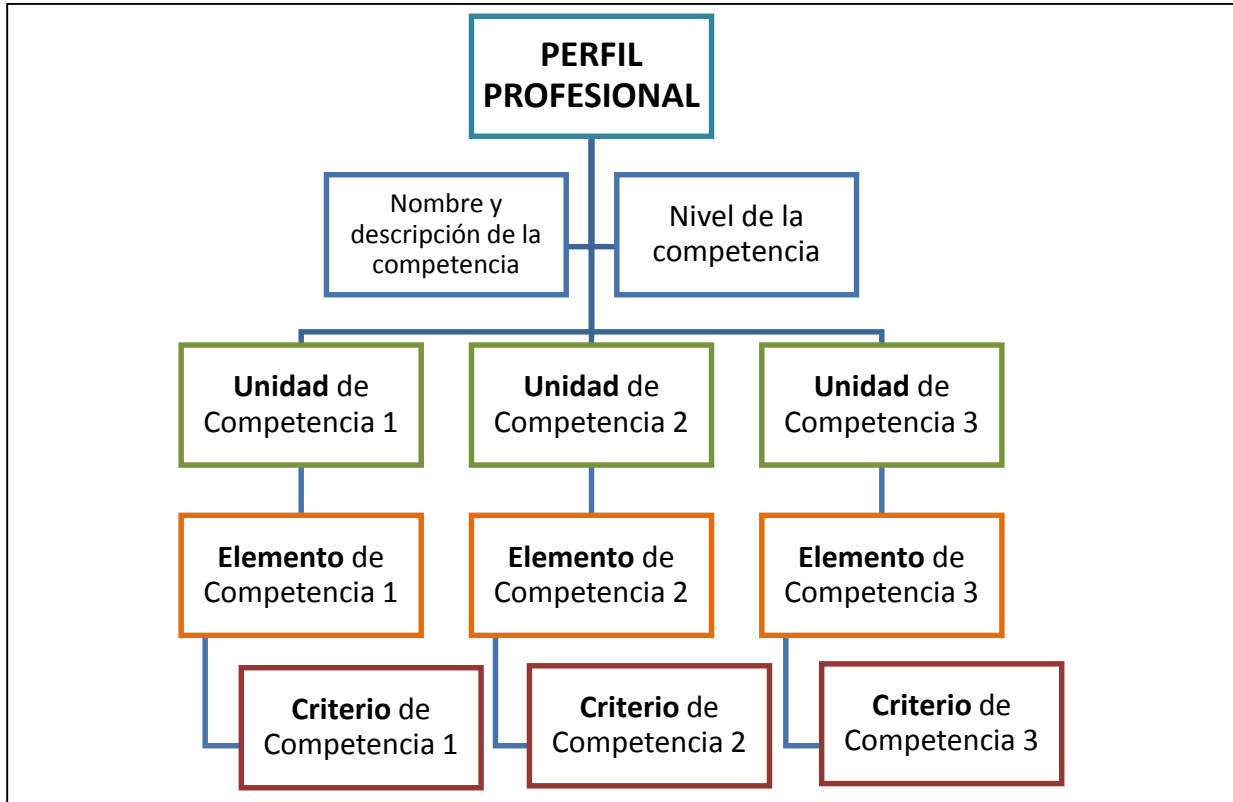 PERFIL
PROFESIONAL
Nombre y
descripción de la
competencia
Nivel de la
competencia
Unidad de
Competencia 1
Unidad de
Competencia 2
Unidad de
Competencia 3
Elemento de
Competencia 1
Elemento de
Competencia 2
Elemento de
Competencia 3
Criterio de
Competencia 1
Criterio de
Competencia 2
Criterio de
Competencia 3